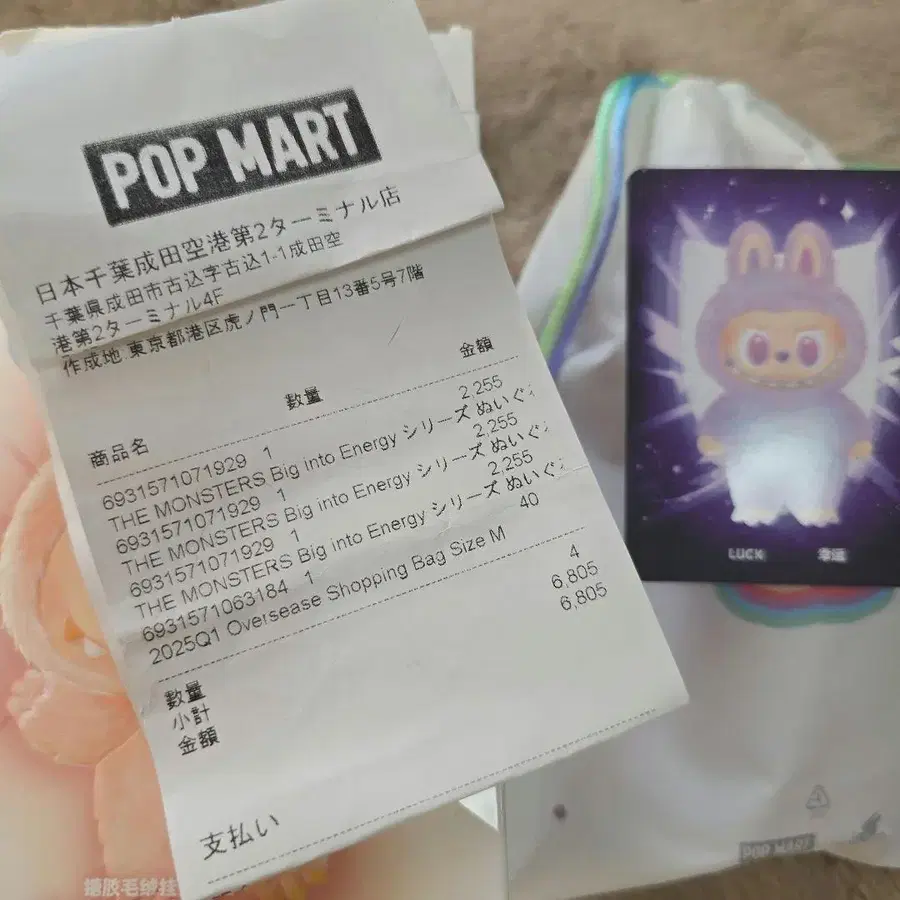 POP MART
日本千葉成田空港第2ターミナル店
千葉県成田市古込字古込1-1成田空
港第2ターミナル4F
作成地 東京都港区虎ノ門一丁目13番5号7階
商品名 数量 金額
6931571071929 1 2,255
THE MONSTERS Big into Energy シリーズ ぬいぐ
6931571071929 1 2,255
THE MONSTERS Big into Energy シリーズ ぬいぐ
6931571071929 1 2,255
THE MONSTERS Big into Energy シリーズ ぬいぐ
6931571063184 1 40
2025Q1 Oversease Shopping Bag Size M
数量 4
小計 6,805
金額 6,805
支払い
LUCK 幸运
POP MART
搪胶毛绒挂